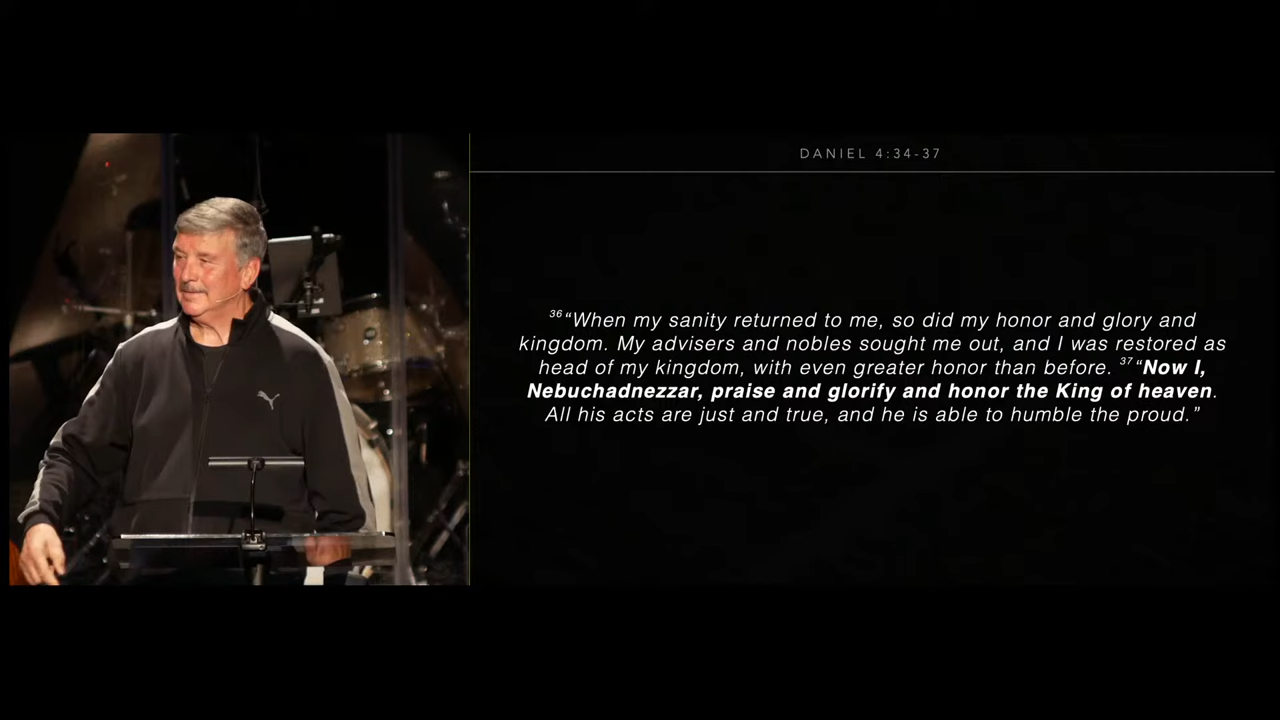 DANIEL 4:34-37
36 “When my sanity returned to me, so did my honor and glory and
kingdom. My advisers and nobles sought me out, and I was restored as
head of my kingdom, with even greater honor than before. 37 “Now I,
Nebuchadnezzar, praise and glorify and honor the King of heaven.
All his acts are just and true, and he is able to humble the proud.”
PUMA